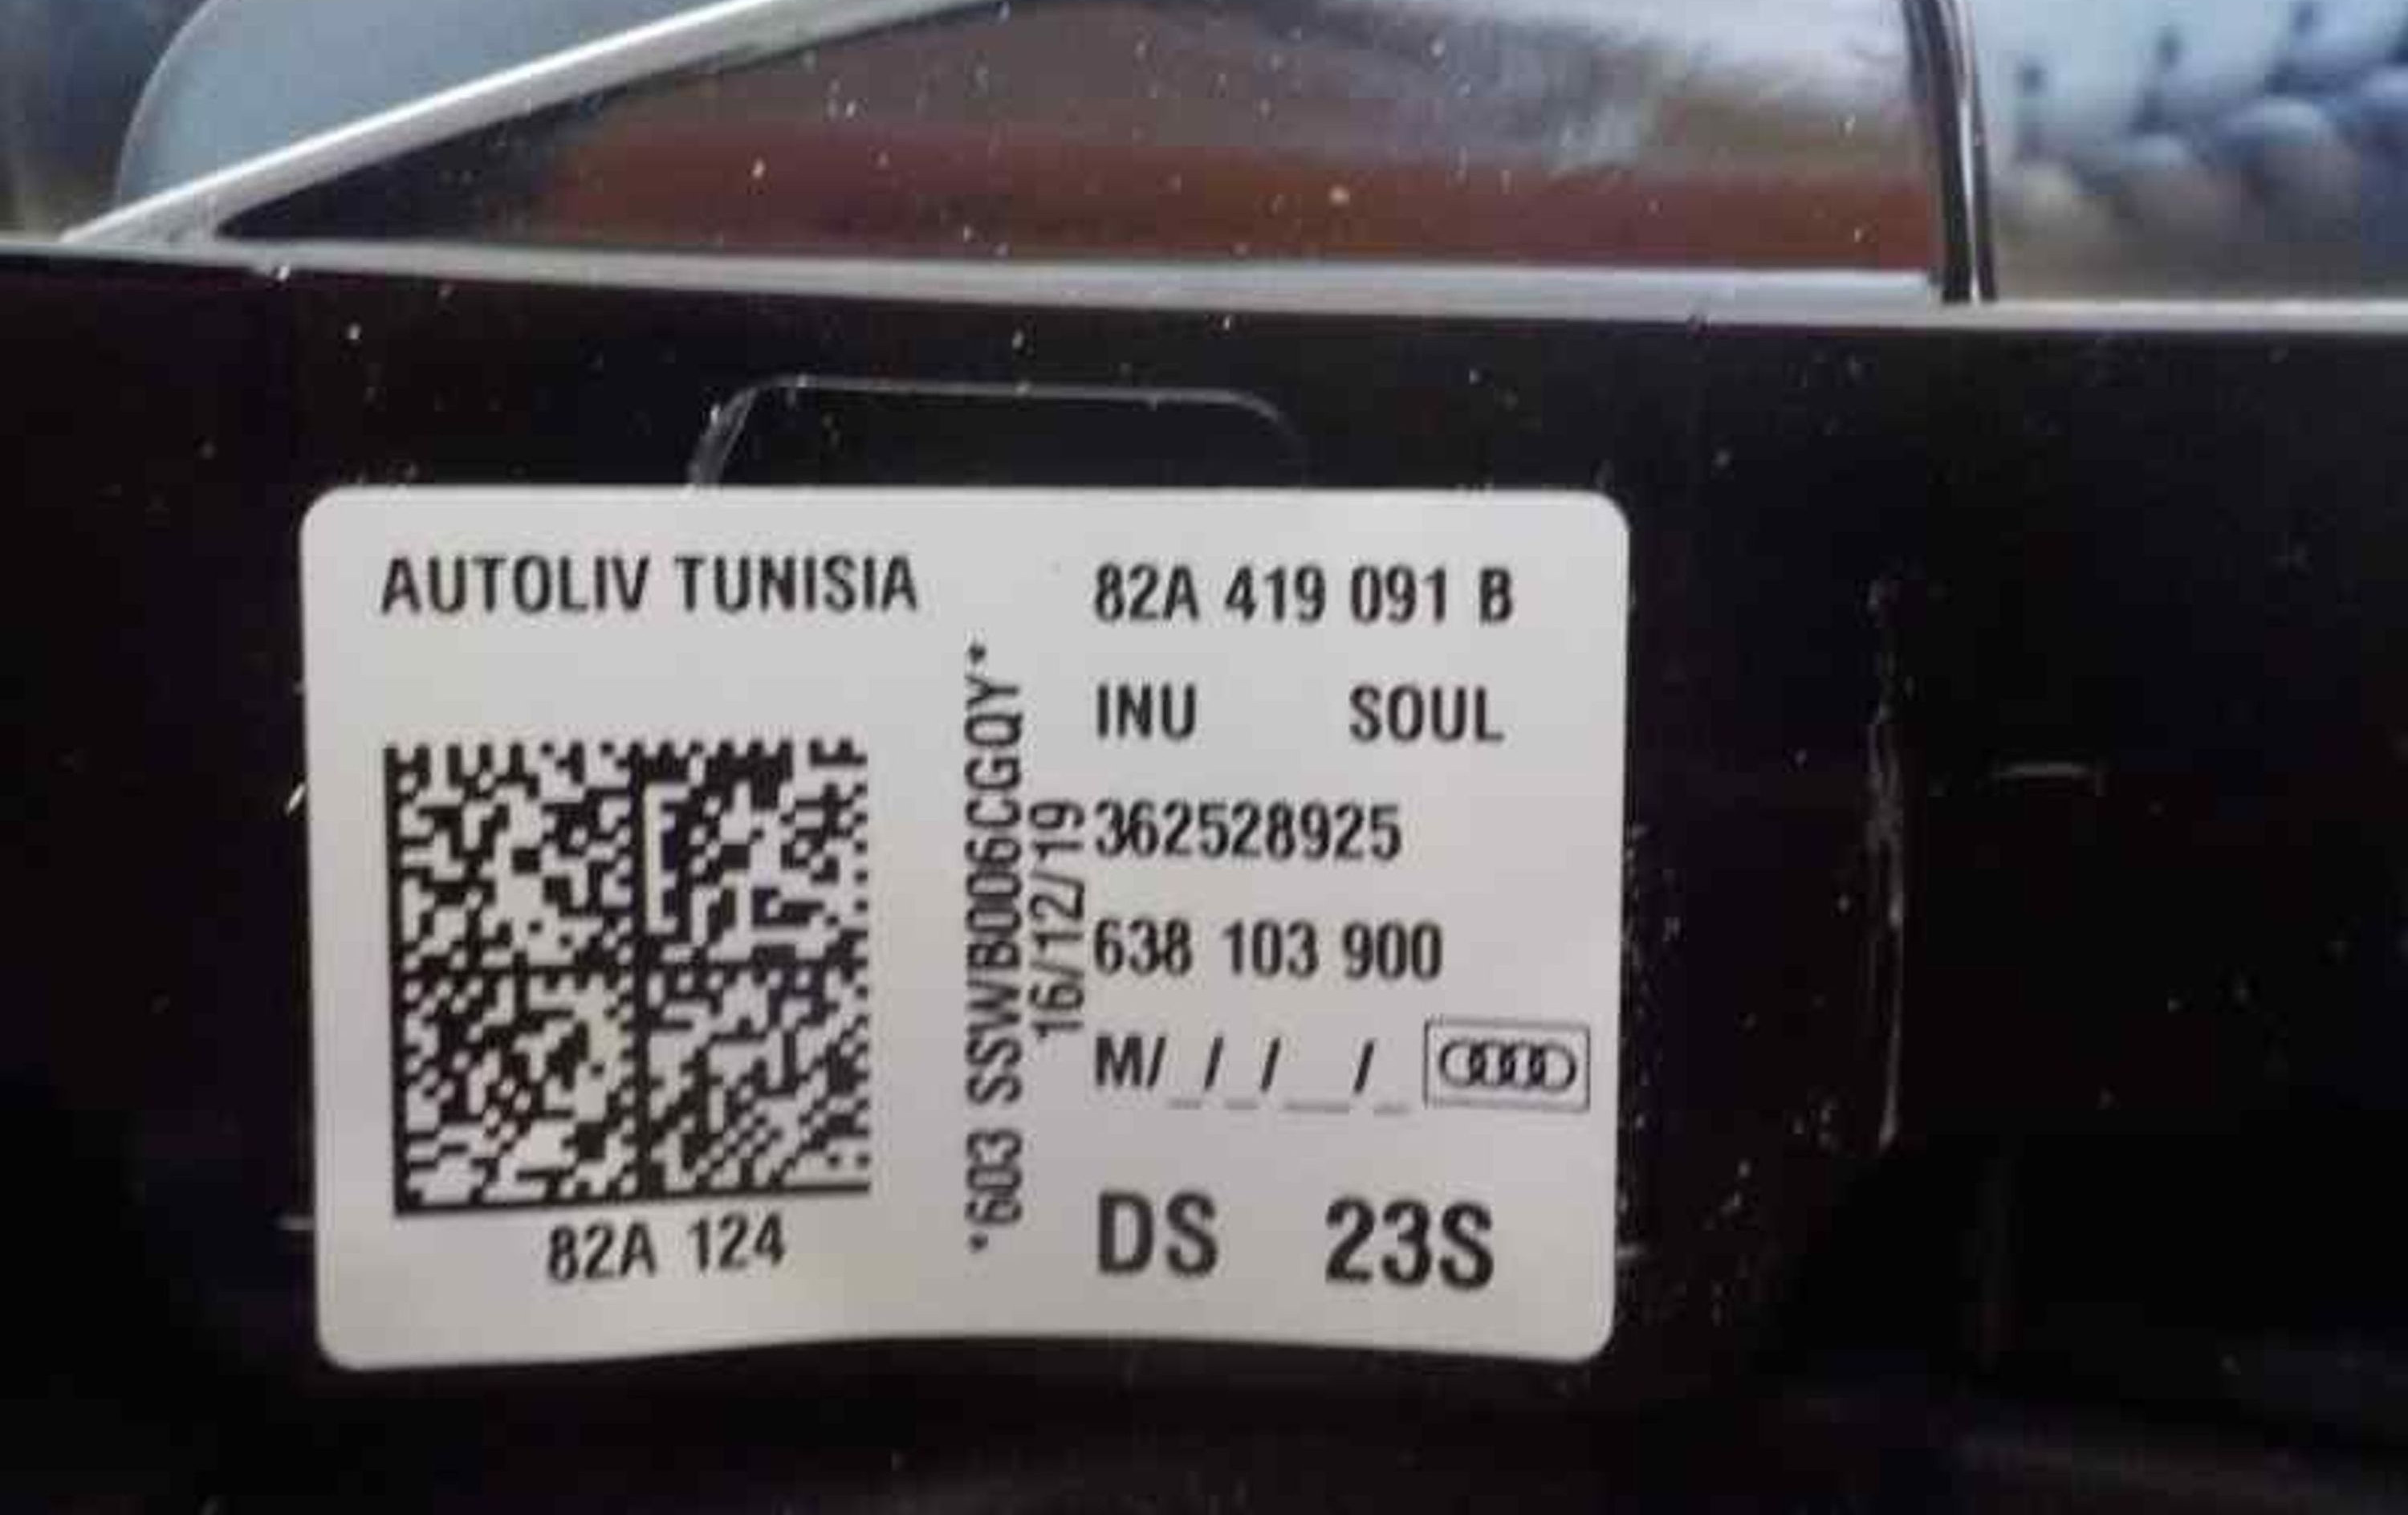 AUTOLIV TUNISIA
82A 124
*603 SSWB006CGQY*
16/12/19
82A 419 091 B
INU SOUL
362528925
638 103 900
M/_/_/__/_
DS 23S